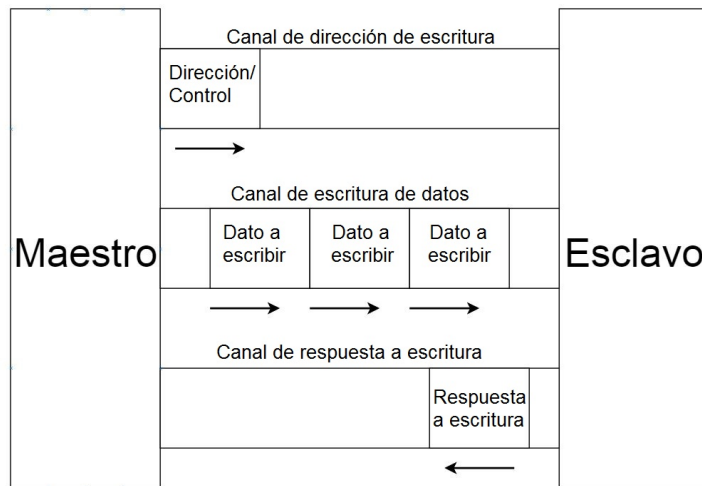 Canal de dirección de escritura
Dirección/
Control
Canal de escritura de datos
Maestro
Dato a
escribir
Dato a
escribir
Dato a
escribir
Esclavo
Canal de respuesta a escritura
Respuesta
a escritura